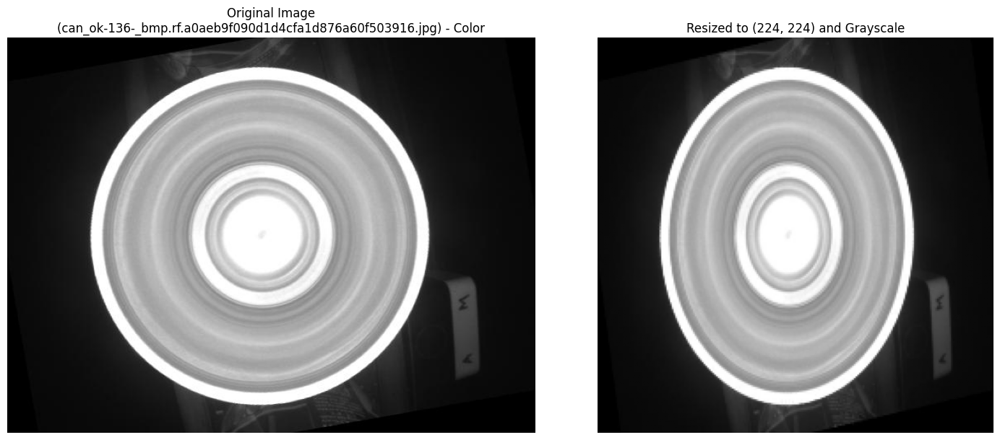 Original Image
(can_ok-136-_bmp.rf.a0aeb9f090d1d4cfa1d876a60f503916.jpg) - Color
Resized to (224, 224) and Grayscale